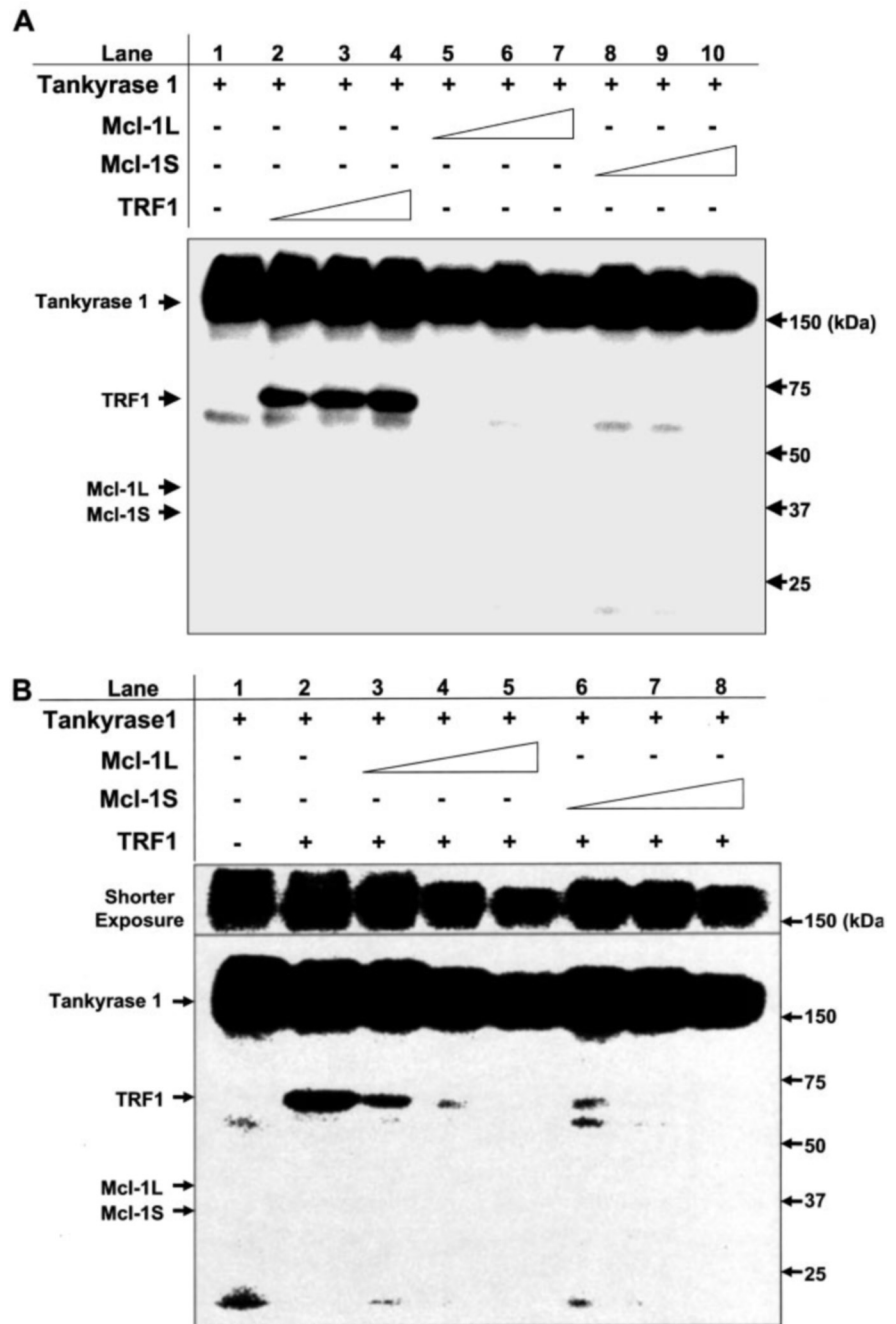 A
Lane 1 2 3 4 5 6 7 8 9 10
Tankyrase 1 + + + + + + + + + +
Mcl-1L - - - - - - -
Mcl-1S - - - - - - -
TRF1 - - - - - - -
Tankyrase 1
150 (kDa)
75
TRF1
50
Mcl-1L
37
Mcl-1S
25
B
Lane 1 2 3 4 5 6 7 8
Tankyrase1 + + + + + + + +
Mcl-1L - - - - -
Mcl-1S - - - - -
TRF1 - + + + + + + +
Shorter
Exposure
150 (kDa
Tankyrase 1
150
75
TRF1
50
Mcl-1L
37
Mcl-1S
25